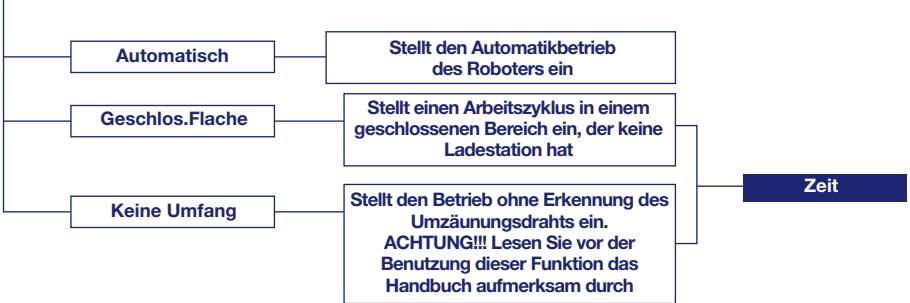 Automatisch
Stellt den Automatikbetrieb
des Roboters ein
Geschlos.Flache
Stellt einen Arbeitszyklus in einem
geschlossenen Bereich ein, der keine
Ladestation hat
Zeit
Keine Umfang
Stellt den Betrieb ohne Erkennung des
Umzäunungsdrahts ein.
ACHTUNG!!! Lesen Sie vor der
Benutzung dieser Funktion das
Handbuch aufmerksam durch